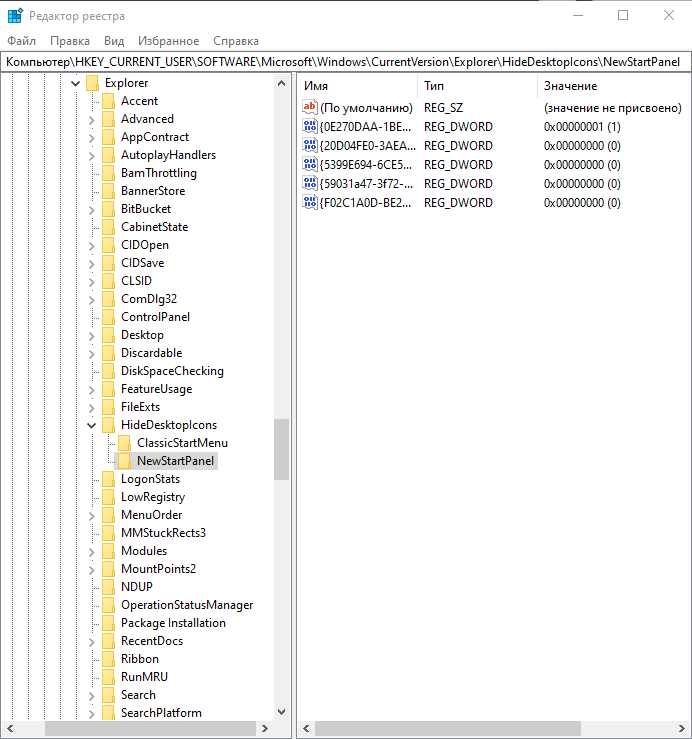 Редактор реестра
Файл Правка Вид Избранное Справка
Компьютер\HKEY_CURRENT_USER\SOFTWARE\Microsoft\Windows\CurrentVersion\Explorer\HideDesktopIcons\NewStartPanel
Explorer
Accent
Advanced
AppContract
AutoplayHandlers
BamThrottling
BannerStore
BitBucket
CabinetState
CIDOpen
CIDSave
CLSID
ComDlg32
ControlPanel
Desktop
Discardable
DiskSpaceChecking
FeatureUsage
FileExts
HideDesktopIcons
ClassicStartMenu
NewStartPanel
LogonStats
LowRegistry
MenuOrder
MMStuckRects3
Modules
MountPoints2
NDUP
OperationStatusManager
Package Installation
RecentDocs
Ribbon
RunMRU
Search
SearchPlatform
Имя Тип Значение
(По умолчанию) REG_SZ (значение не присвоено)
{0E270DAA-1BE... REG_DWORD 0x00000001 (1)
{20D04FE0-3AEA... REG_DWORD 0x00000000 (0)
{5399E694-6CE5... REG_DWORD 0x00000000 (0)
{59031a47-3f72-... REG_DWORD 0x00000000 (0)
{F02C1A0D-BE2... REG_DWORD 0x00000000 (0)